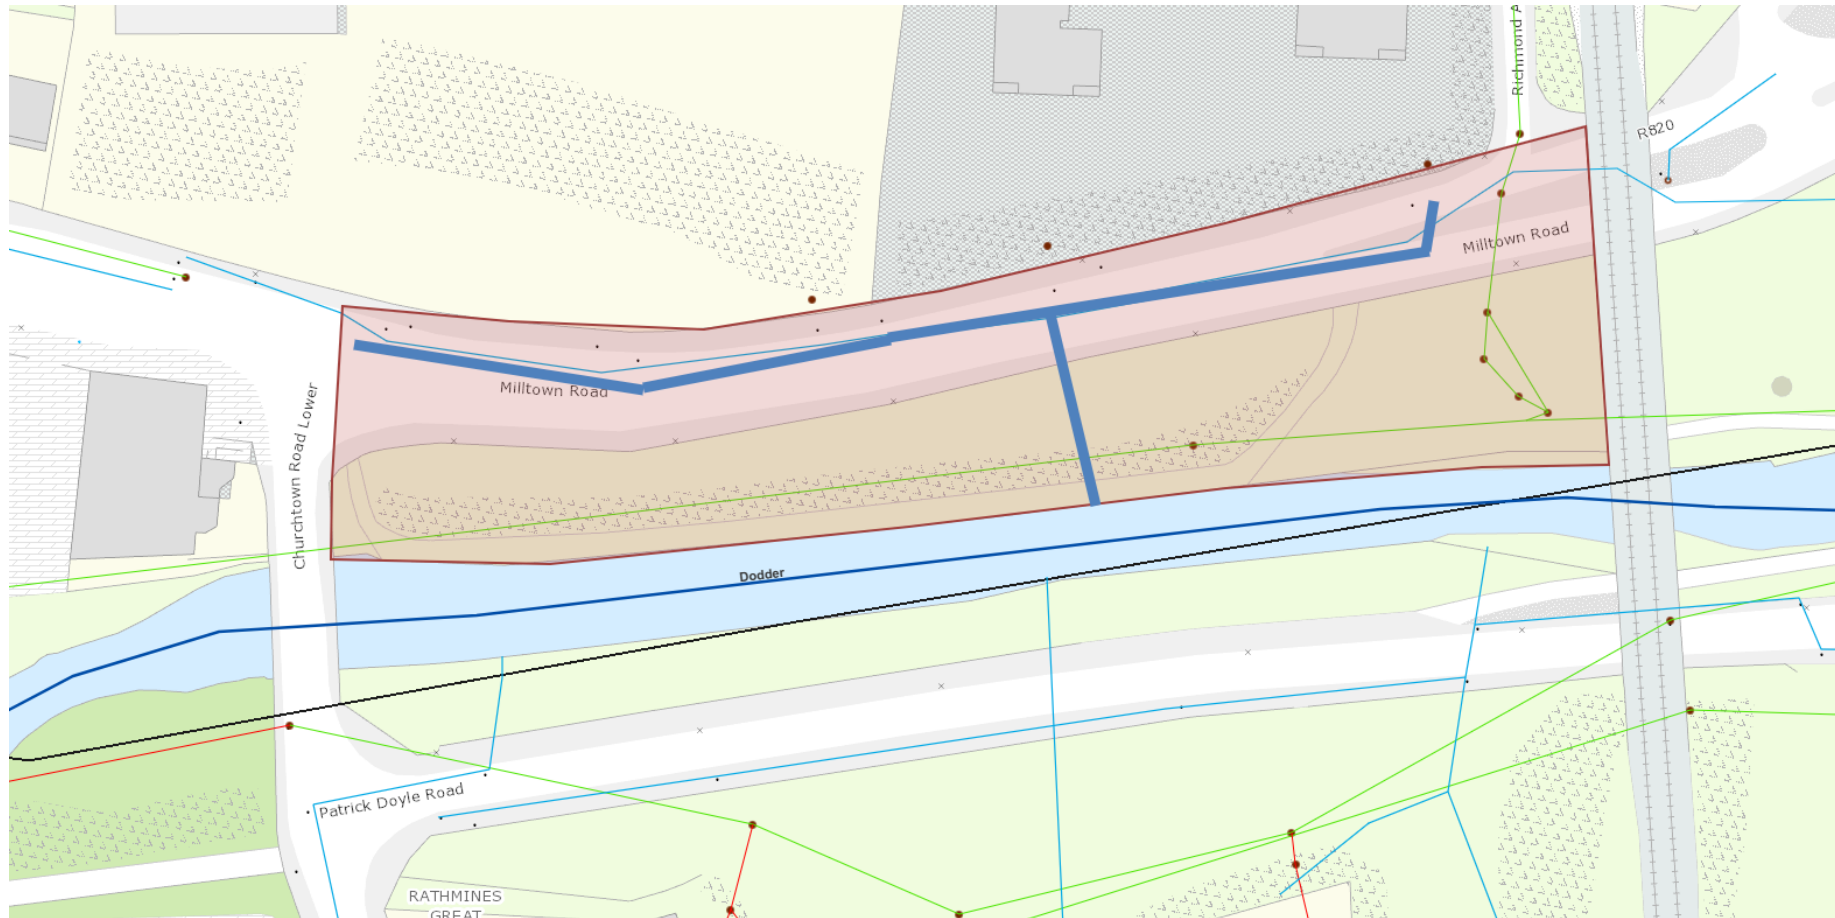 Richmond A
R820
Milltown Road
Milltown Road
Churchtown Road Lower
Dodder
Patrick Doyle Road
RATHMINES
GREAT